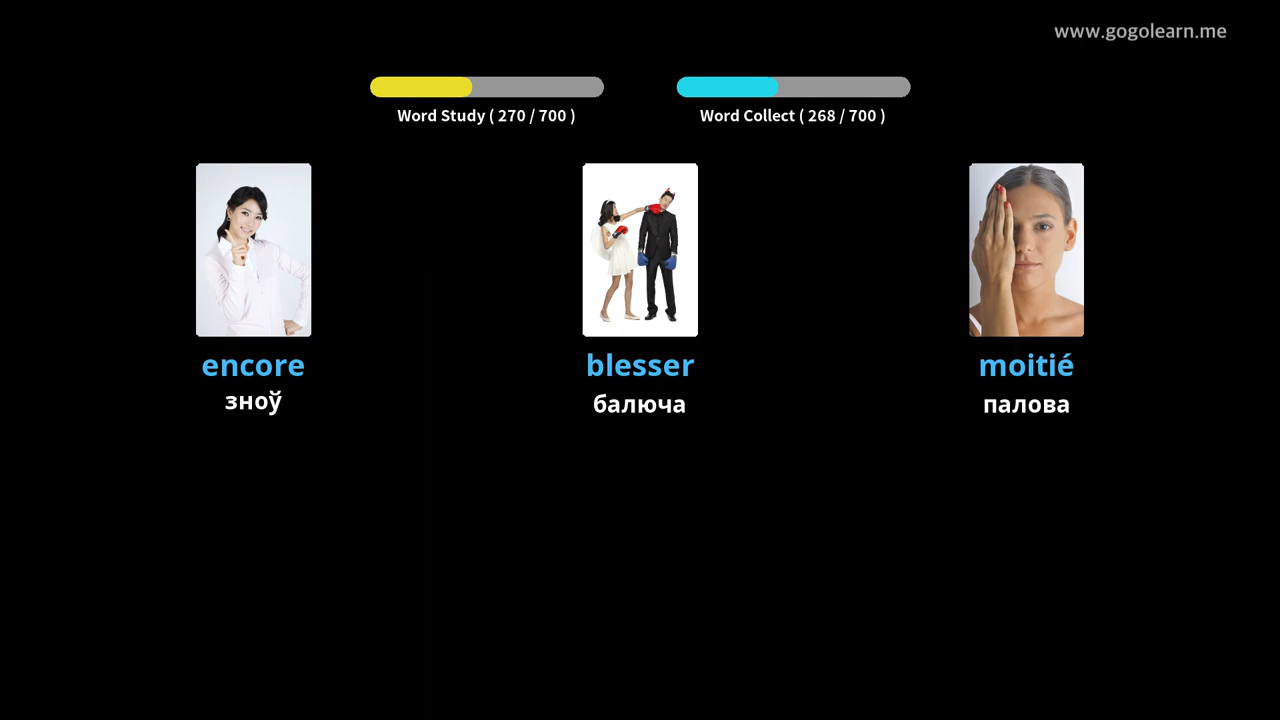 www.gogolearn.me
Word Study ( 270 / 700 )
Word Collect ( 268 / 700 )
encore
blesser
moitié
зноў
балюча
палова